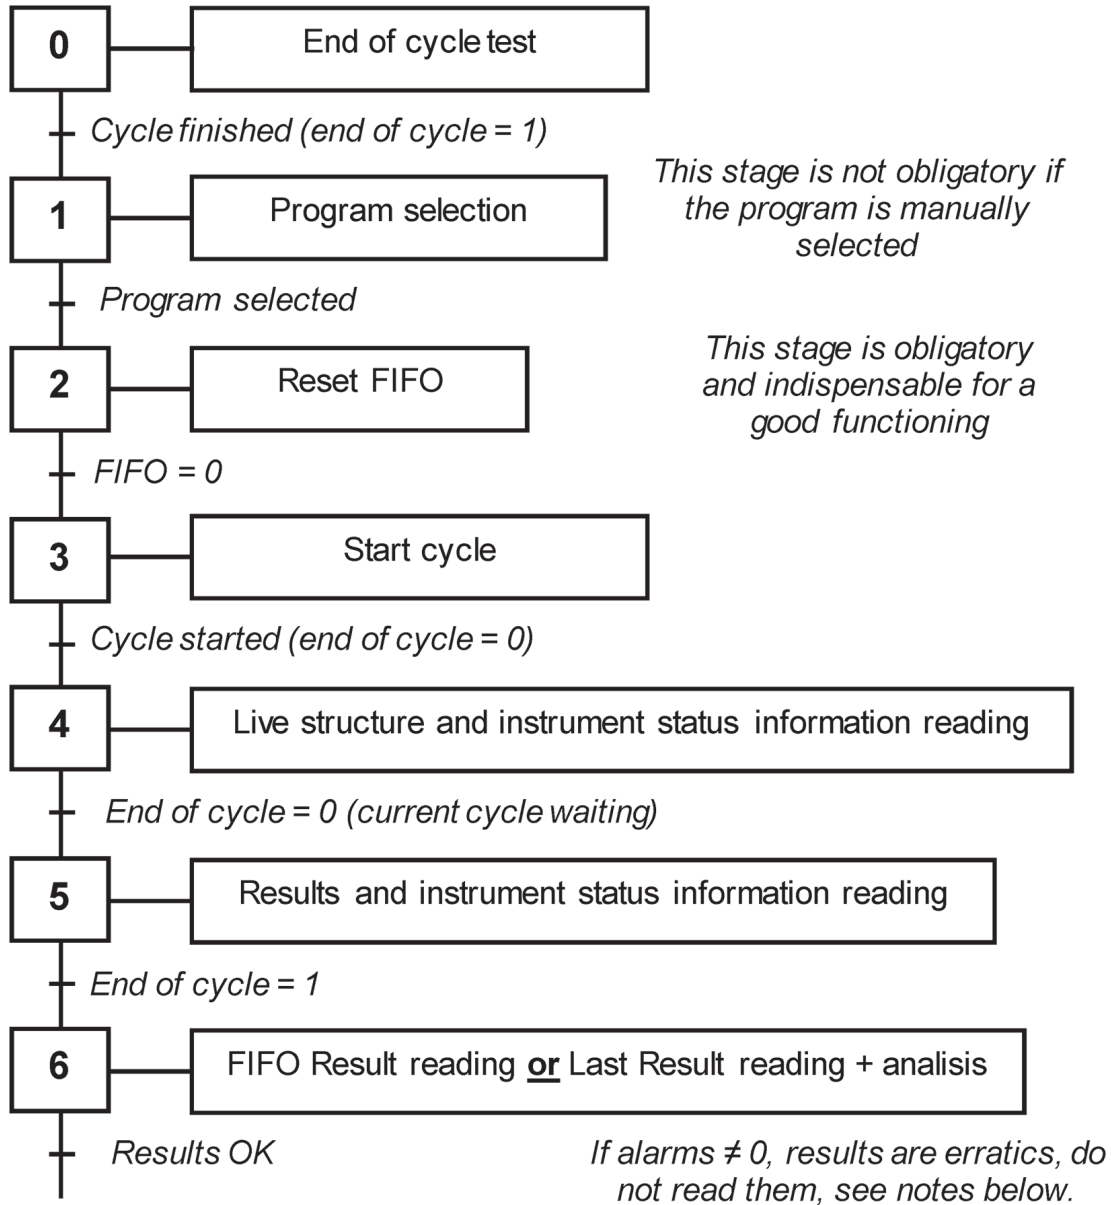 0
End of cycle test
Cycle finished (end of cycle = 1)
1
Program selection
This stage is not obligatory if
the program is manually
selected
Program selected
2
Reset FIFO
This stage is obligatory
and indispensable for a
good functioning
FIFO = 0
3
Start cycle
Cycle started (end of cycle = 0)
4
Live structure and instrument status information reading
End of cycle = 0 (current cycle waiting)
5
Results and instrument status information reading
End of cycle = 1
6
FIFO Result reading or Last Result reading + analisis
Results OK
If alarms ≠ 0, results are erratics, do
not read them, see notes below.